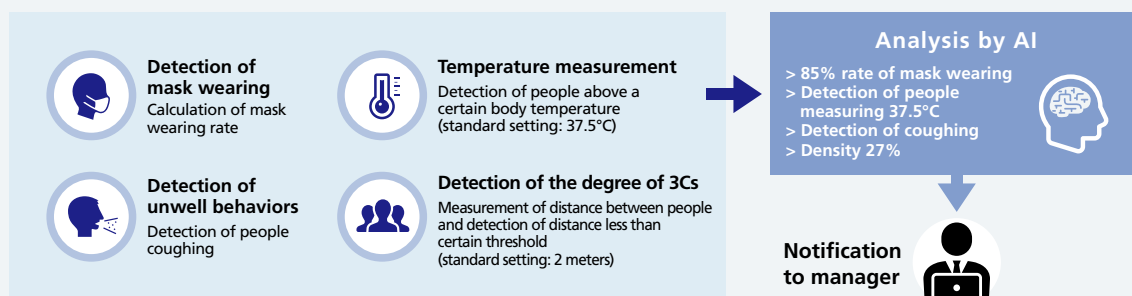 Detection of
mask wearing
Calculation of mask
wearing rate
Temperature measurement
Detection of people above a
certain body temperature
(standard setting: 37.5°C)
Detection of
unwell behaviors
Detection of people
coughing
Detection of the degree of 3Cs
Measurement of distance between people
and detection of distance less than
certain threshold
(standard setting: 2 meters)
Analysis by AI
> 85% rate of mask wearing
> Detection of people
measuring 37.5°C
> Detection of coughing
> Density 27%
Notification
to manager